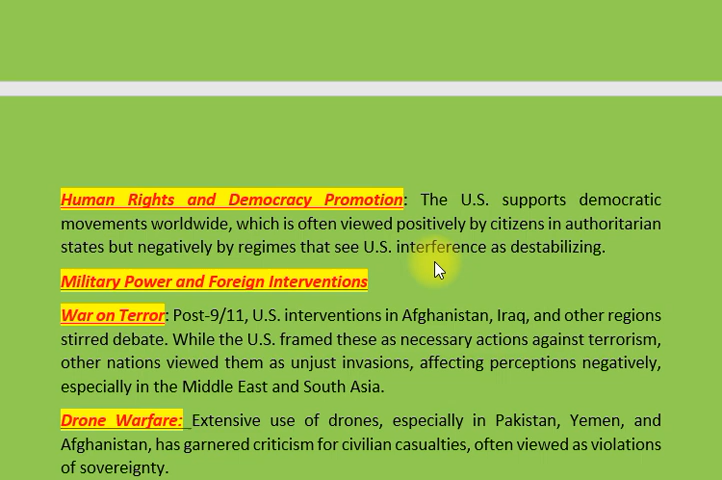 Human Rights and Democracy Promotion: The U.S. supports democratic
movements worldwide, which is often viewed positively by citizens in authoritarian
states but negatively by regimes that see U.S. interference as destabilizing.
Military Power and Foreign Interventions
War on Terror: Post-9/11, U.S. interventions in Afghanistan, Iraq, and other regions
stirred debate. While the U.S. framed these as necessary actions against terrorism,
other nations viewed them as unjust invasions, affecting perceptions negatively,
especially in the Middle East and South Asia.
Drone Warfare: Extensive use of drones, especially in Pakistan, Yemen, and
Afghanistan, has garnered criticism for civilian casualties, often viewed as violations
of sovereignty.